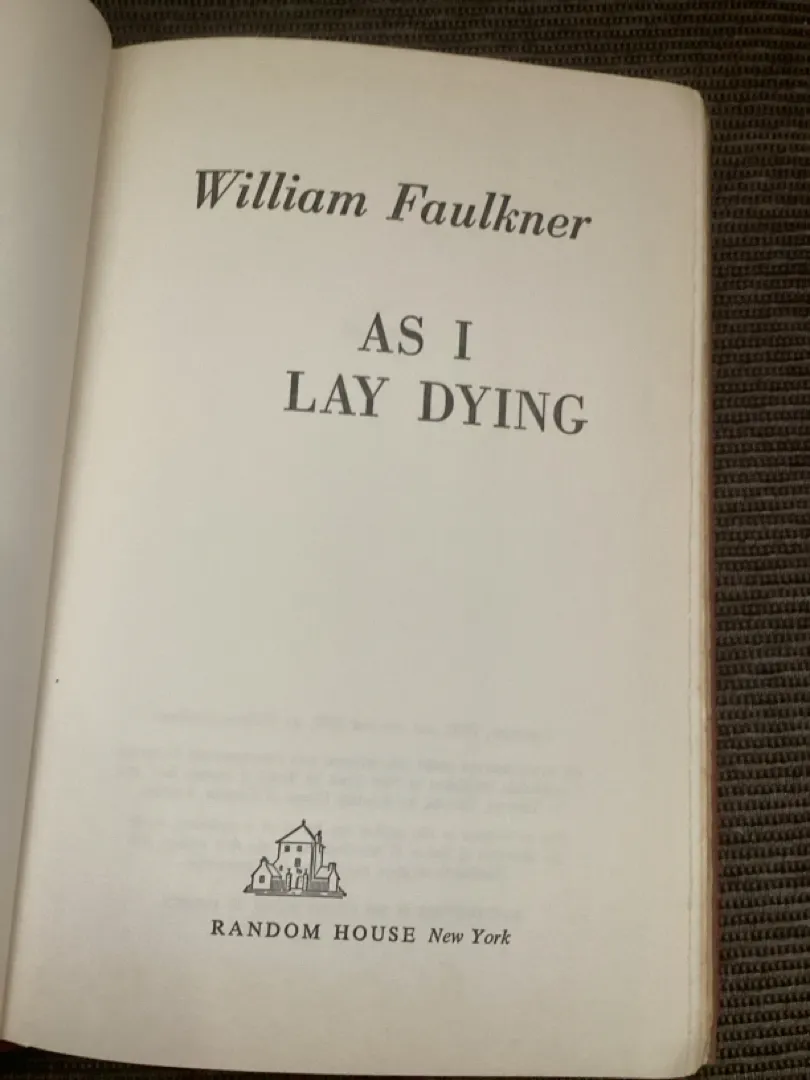 William Faulkner
AS I
LAY DYING
RANDOM HOUSE New York